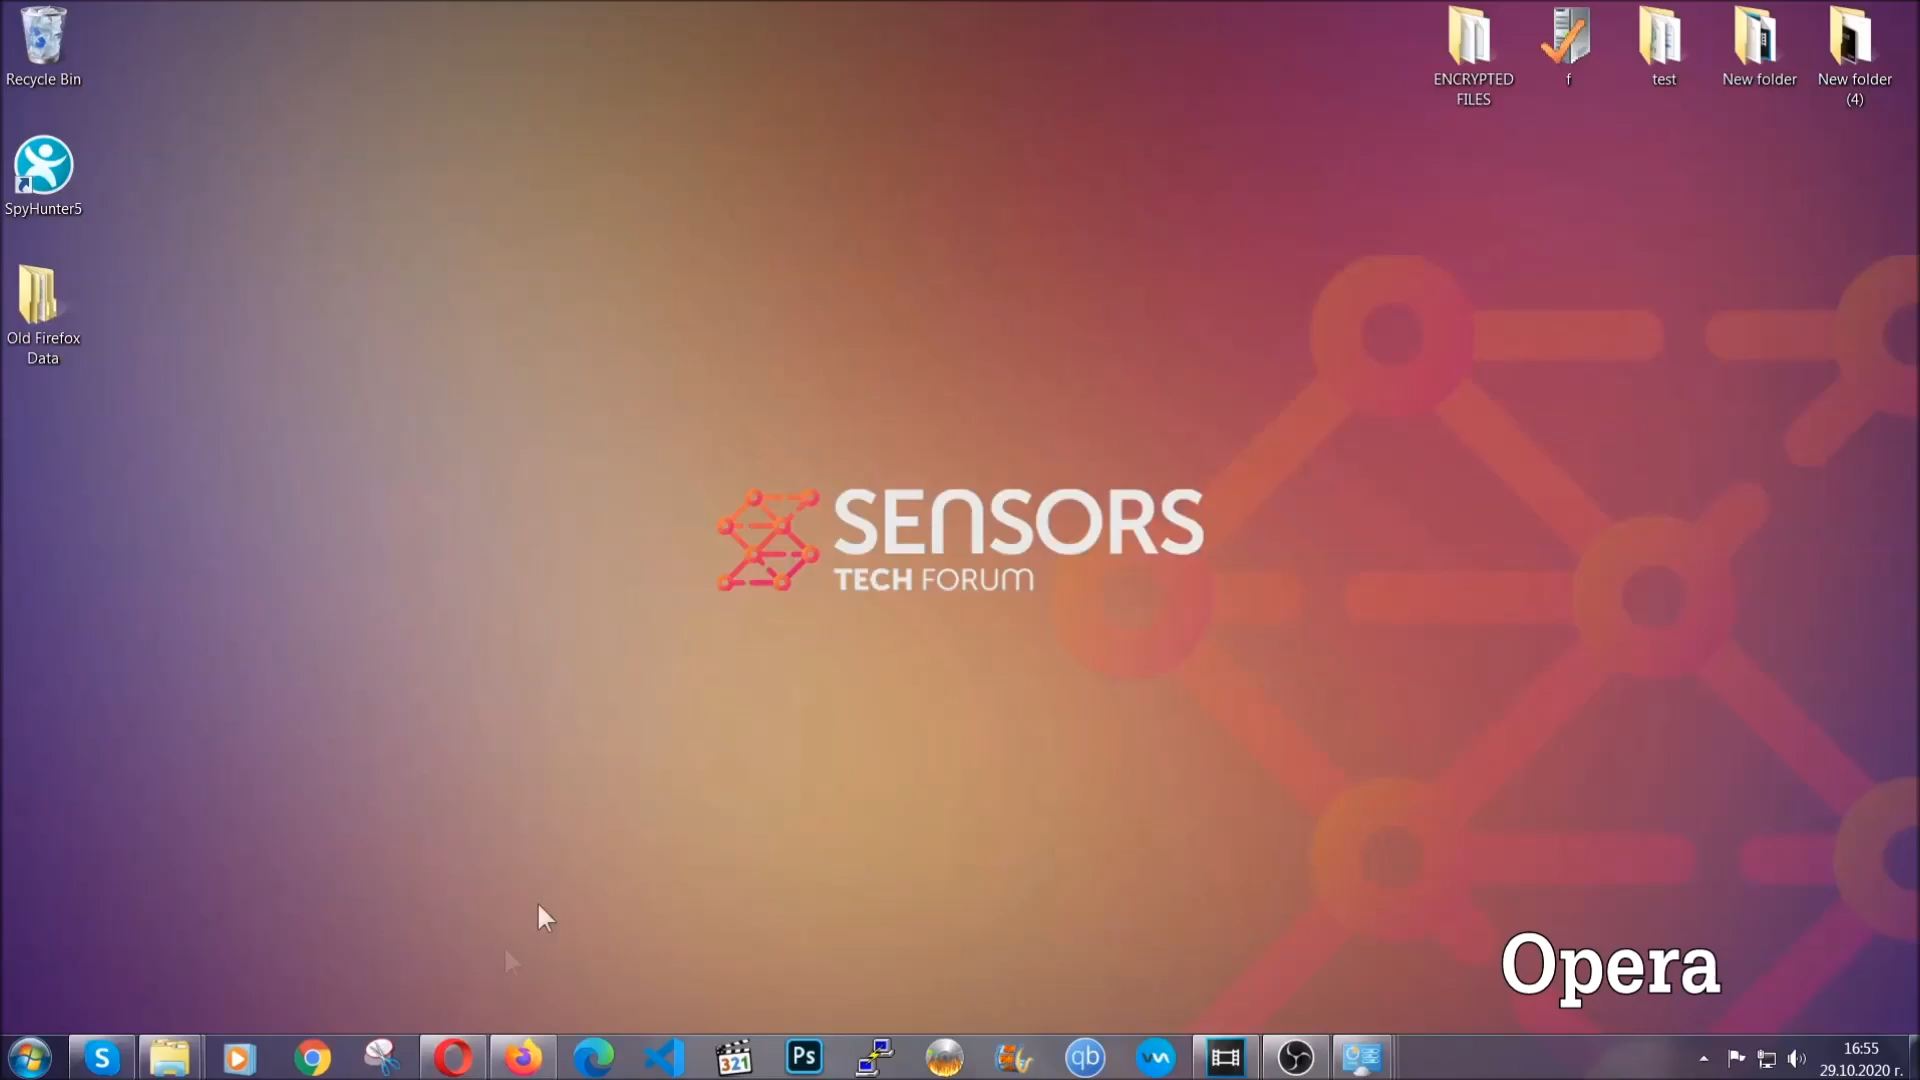 Recycle Bin
SpyHunter5
Old Firefox
Data
ENCRYPTED
FILES
f
test
New folder
New folder
(4)
SENSORS
TECH FORUM
Opera
S
321
Ps
qb
16:55
29.10.2020 г.